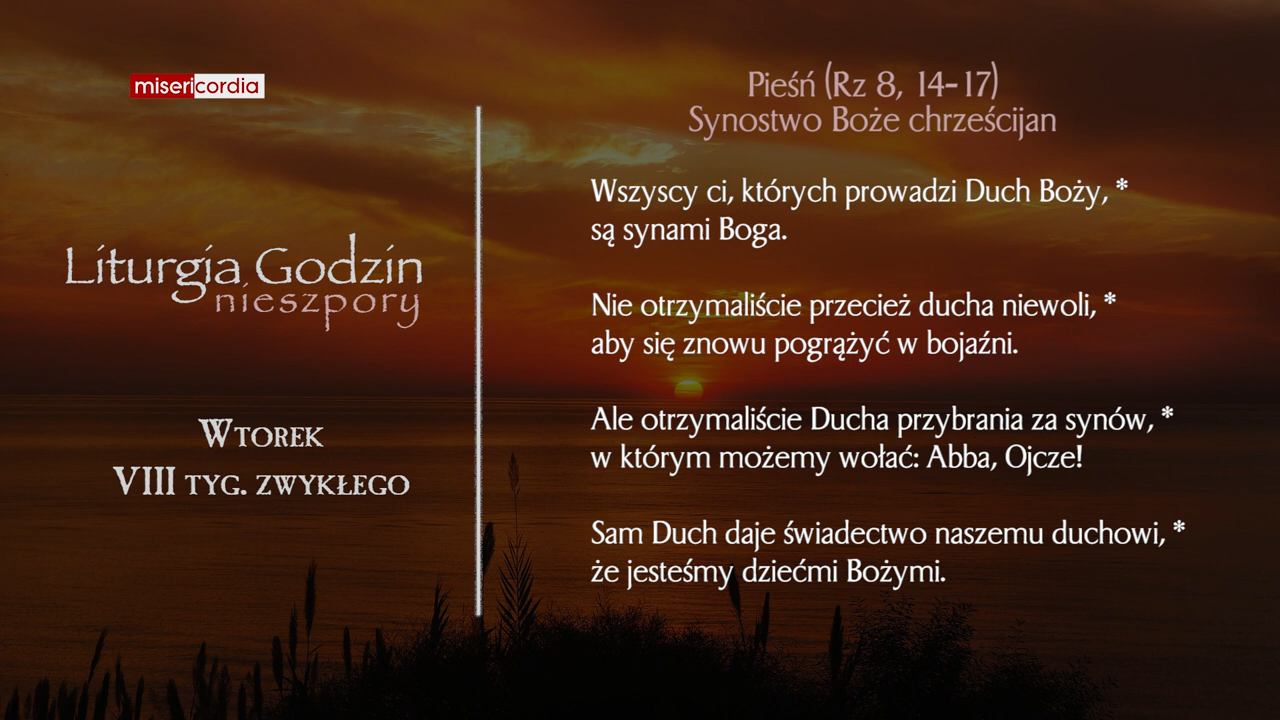 misericordia
Liturgia Godzin
nieszpory
Wtorek
VIII tyg. zwykłego
Pieśń (Rz 8, 14-17)
Synostwo Boże chrześcijan
Wszyscy ci, których prowadzi Duch Boży, *
są synami Boga.
Nie otrzymaliście przecież ducha niewoli, *
aby się znowu pogrążyć w bojaźni.
Ale otrzymaliście Ducha przybrania za synów, *
w którym możemy wołać: Abba, Ojcze!
Sam Duch daje świadectwo naszemu duchowi, *
że jesteśmy dziećmi Bożymi.